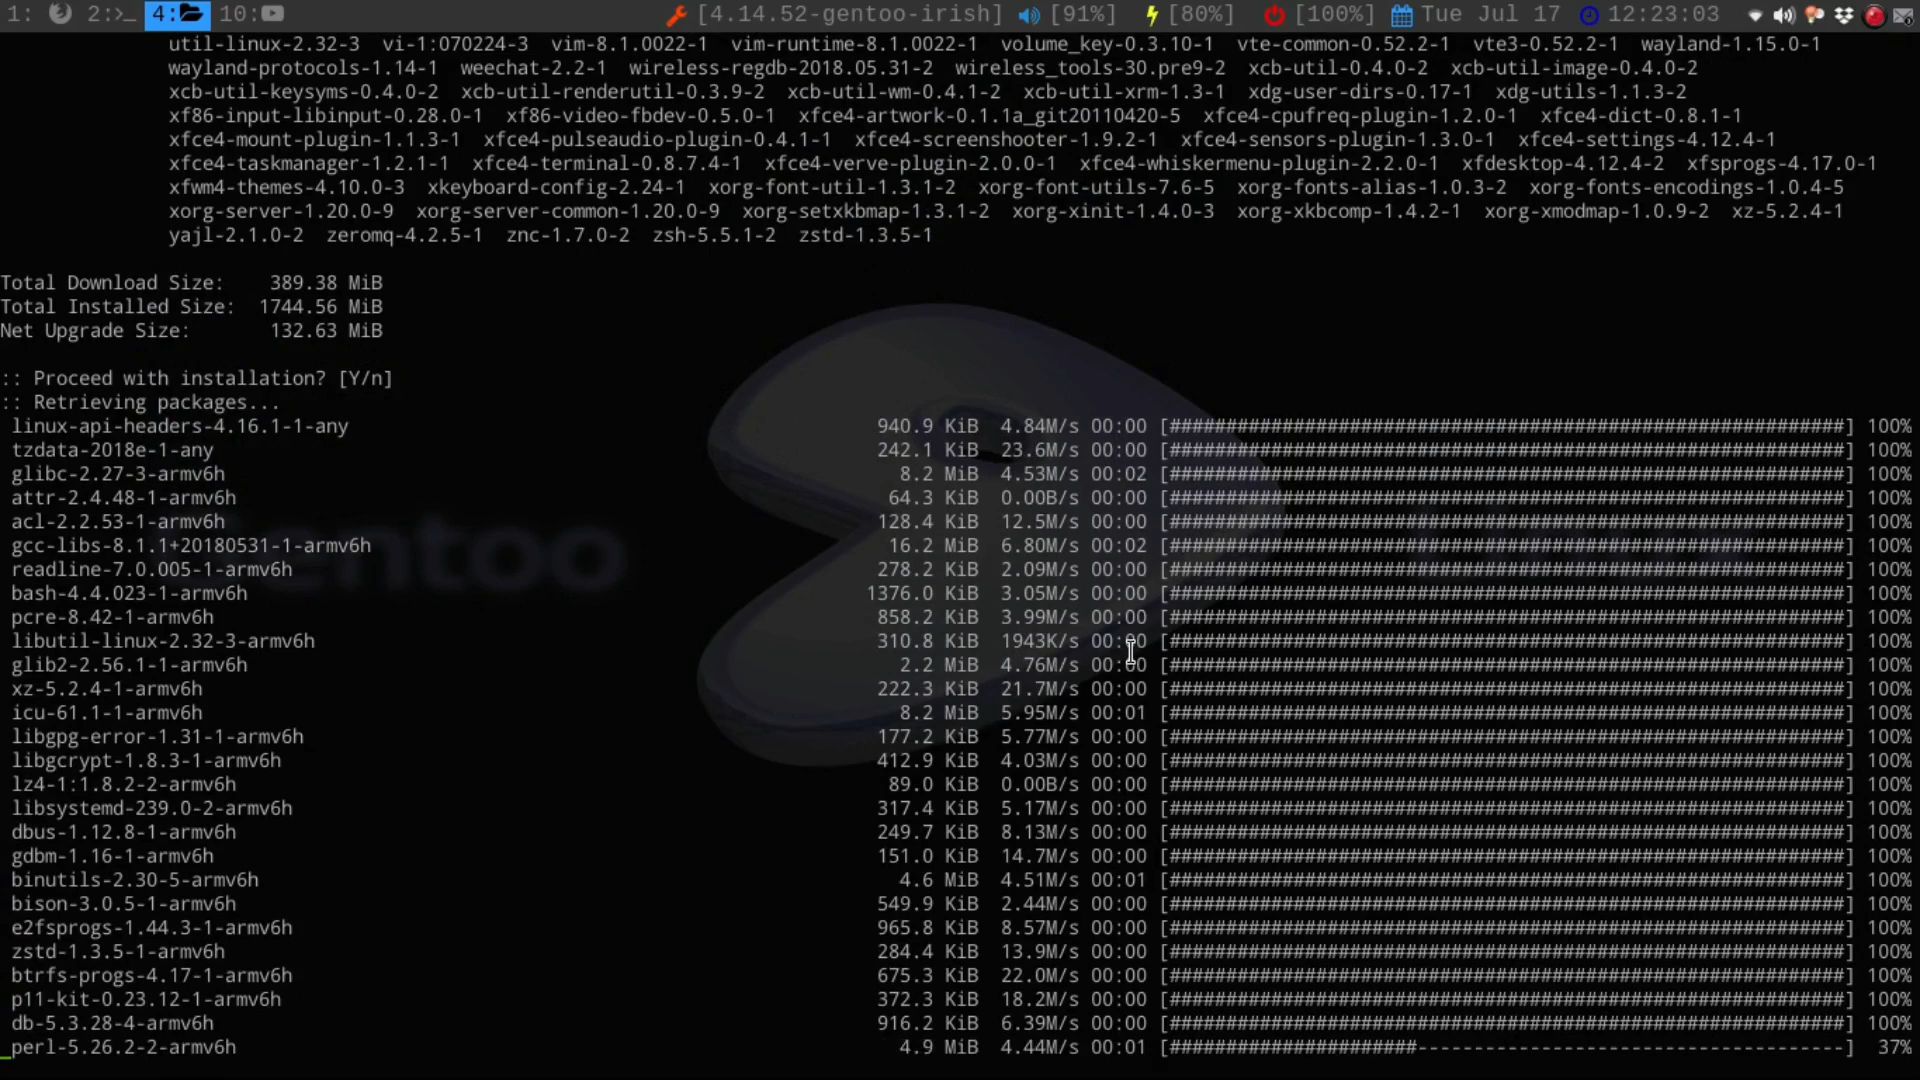 1: 2:>_ 4: 10: [4.14.52-gentoo-irish] [91%] [80%] [100%] Tue Jul 17 12:23:03
util-linux-2.32-3 vi-1:070224-3 vim-8.1.0022-1 vim-runtime-8.1.0022-1 volume_key-0.3.10-1 vte-common-0.52.2-1 vte3-0.52.2-1 wayland-1.15.0-1
wayland-protocols-1.14-1 weechat-2.2-1 wireless-regdb-2018.05.31-2 wireless_tools-30.pre9-2 xcb-util-0.4.0-2 xcb-util-image-0.4.0-2
xcb-util-keysyms-0.4.0-2 xcb-util-renderutil-0.3.9-2 xcb-util-wm-0.4.1-2 xcb-util-xrm-1.3-1 xdg-user-dirs-0.17-1 xdg-utils-1.1.3-2
xf86-input-libinput-0.28.0-1 xf86-video-fbdev-0.5.0-1 xfce4-artwork-0.1.1a_git20110420-5 xfce4-cpufreq-plugin-1.2.0-1 xfce4-dict-0.8.1-1
xfce4-mount-plugin-1.1.3-1 xfce4-pulseaudio-plugin-0.4.1-1 xfce4-screenshooter-1.9.2-1 xfce4-sensors-plugin-1.3.0-1 xfce4-settings-4.12.4-1
xfce4-taskmanager-1.2.1-1 xfce4-terminal-0.8.7.4-1 xfce4-verve-plugin-2.0.0-1 xfce4-whiskermenu-plugin-2.2.0-1 xfdesktop-4.12.4-2 xfsprogs-4.17.0-1
xfwm4-themes-4.10.0-3 xkeyboard-config-2.24-1 xorg-font-util-1.3.1-2 xorg-font-utils-7.6-5 xorg-fonts-alias-1.0.3-2 xorg-fonts-encodings-1.0.4-5
xorg-server-1.20.0-9 xorg-server-common-1.20.0-9 xorg-setxkbmap-1.3.1-2 xorg-xinit-1.4.0-3 xorg-xkbcomp-1.4.2-1 xorg-xmodmap-1.0.9-2 xz-5.2.4-1
yajl-2.1.0-2 zeromq-4.2.5-1 znc-1.7.0-2 zsh-5.5.1-2 zstd-1.3.5-1
Total Download Size: 389.38 MiB
Total Installed Size: 1744.56 MiB
Net Upgrade Size: 132.63 MiB
:: Proceed with installation? [Y/n]
:: Retrieving packages...
linux-api-headers-4.16.1-1-any 940.9 KiB 4.84M/s 00:00 [############################################################] 100%
tzdata-2018e-1-any 242.1 KiB 23.6M/s 00:00 [############################################################] 100%
glibc-2.27-3-armv6h 8.2 MiB 4.53M/s 00:02 [############################################################] 100%
attr-2.4.48-1-armv6h 64.3 KiB 0.00B/s 00:00 [############################################################] 100%
acl-2.2.53-1-armv6h 128.4 KiB 12.5M/s 00:00 [############################################################] 100%
gcc-libs-8.1.1+20180531-1-armv6h 16.2 MiB 6.80M/s 00:02 [############################################################] 100%
readline-7.0.005-1-armv6h 278.2 KiB 2.09M/s 00:00 [############################################################] 100%
bash-4.4.023-1-armv6h 1376.0 KiB 3.05M/s 00:00 [############################################################] 100%
pcre-8.42-1-armv6h 858.2 KiB 3.99M/s 00:00 [############################################################] 100%
libutil-linux-2.32-3-armv6h 310.8 KiB 1943K/s 00:00 [############################################################] 100%
glib2-2.56.1-1-armv6h 2.2 MiB 4.76M/s 00:00 [############################################################] 100%
xz-5.2.4-1-armv6h 222.3 KiB 21.7M/s 00:00 [############################################################] 100%
icu-61.1-1-armv6h 8.2 MiB 5.95M/s 00:01 [############################################################] 100%
libgpg-error-1.31-1-armv6h 177.2 KiB 5.77M/s 00:00 [############################################################] 100%
libgcrypt-1.8.3-1-armv6h 412.9 KiB 4.03M/s 00:00 [############################################################] 100%
lz4-1:1.8.2-2-armv6h 89.0 KiB 0.00B/s 00:00 [############################################################] 100%
libsystemd-239.0-2-armv6h 317.4 KiB 5.17M/s 00:00 [############################################################] 100%
dbus-1.12.8-1-armv6h 249.7 KiB 8.13M/s 00:00 [############################################################] 100%
gdbm-1.16-1-armv6h 151.0 KiB 14.7M/s 00:00 [############################################################] 100%
binutils-2.30-5-armv6h 4.6 MiB 4.51M/s 00:01 [############################################################] 100%
bison-3.0.5-1-armv6h 549.9 KiB 2.44M/s 00:00 [############################################################] 100%
e2fsprogs-1.44.3-1-armv6h 965.8 KiB 8.57M/s 00:00 [############################################################] 100%
zstd-1.3.5-1-armv6h 284.4 KiB 13.9M/s 00:00 [############################################################] 100%
btrfs-progs-4.17-1-armv6h 675.3 KiB 22.0M/s 00:00 [############################################################] 100%
p11-kit-0.23.12-1-armv6h 372.3 KiB 18.2M/s 00:00 [############################################################] 100%
db-5.3.28-4-armv6h 916.2 KiB 6.39M/s 00:00 [############################################################] 100%
perl-5.26.2-2-armv6h 4.9 MiB 4.44M/s 00:01 [######################--------------------------------------] 37%